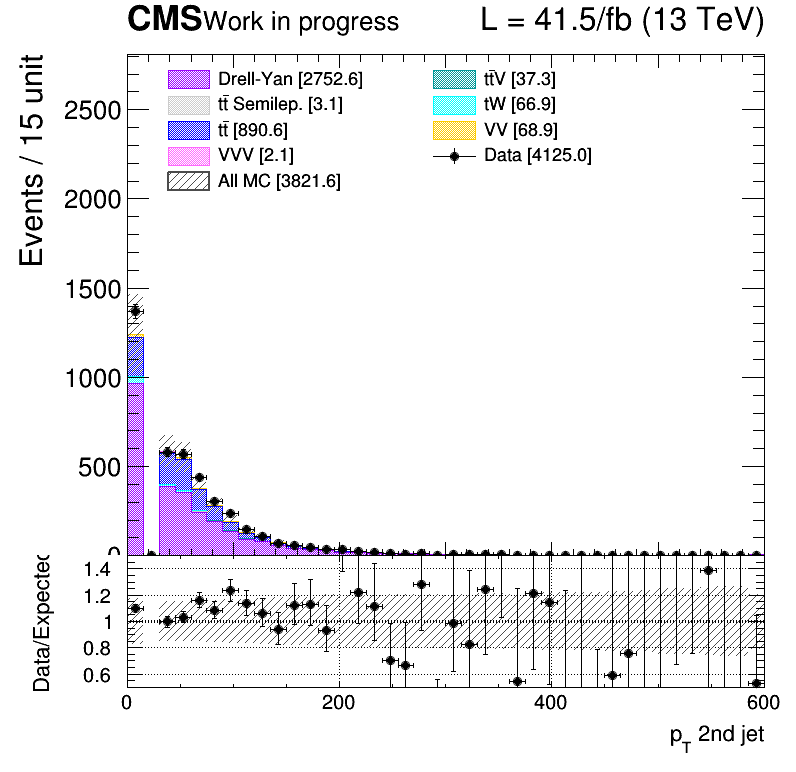 CMS Work in progress L = 41.5/fb (13 TeV)
Events / 15 unit
2500
2000
1500
1000
500
0
Drell-Yan [2752.6]
tt̄ Semilep. [3.1]
tt̄ [890.6]
VVV [2.1]
All MC [3821.6]
tt̄V [37.3]
tW [66.9]
VV [68.9]
Data [4125.0]
Data/Expected
1.4
1.2
1
0.8
0.6
0 200 400 600
p_T 2nd jet